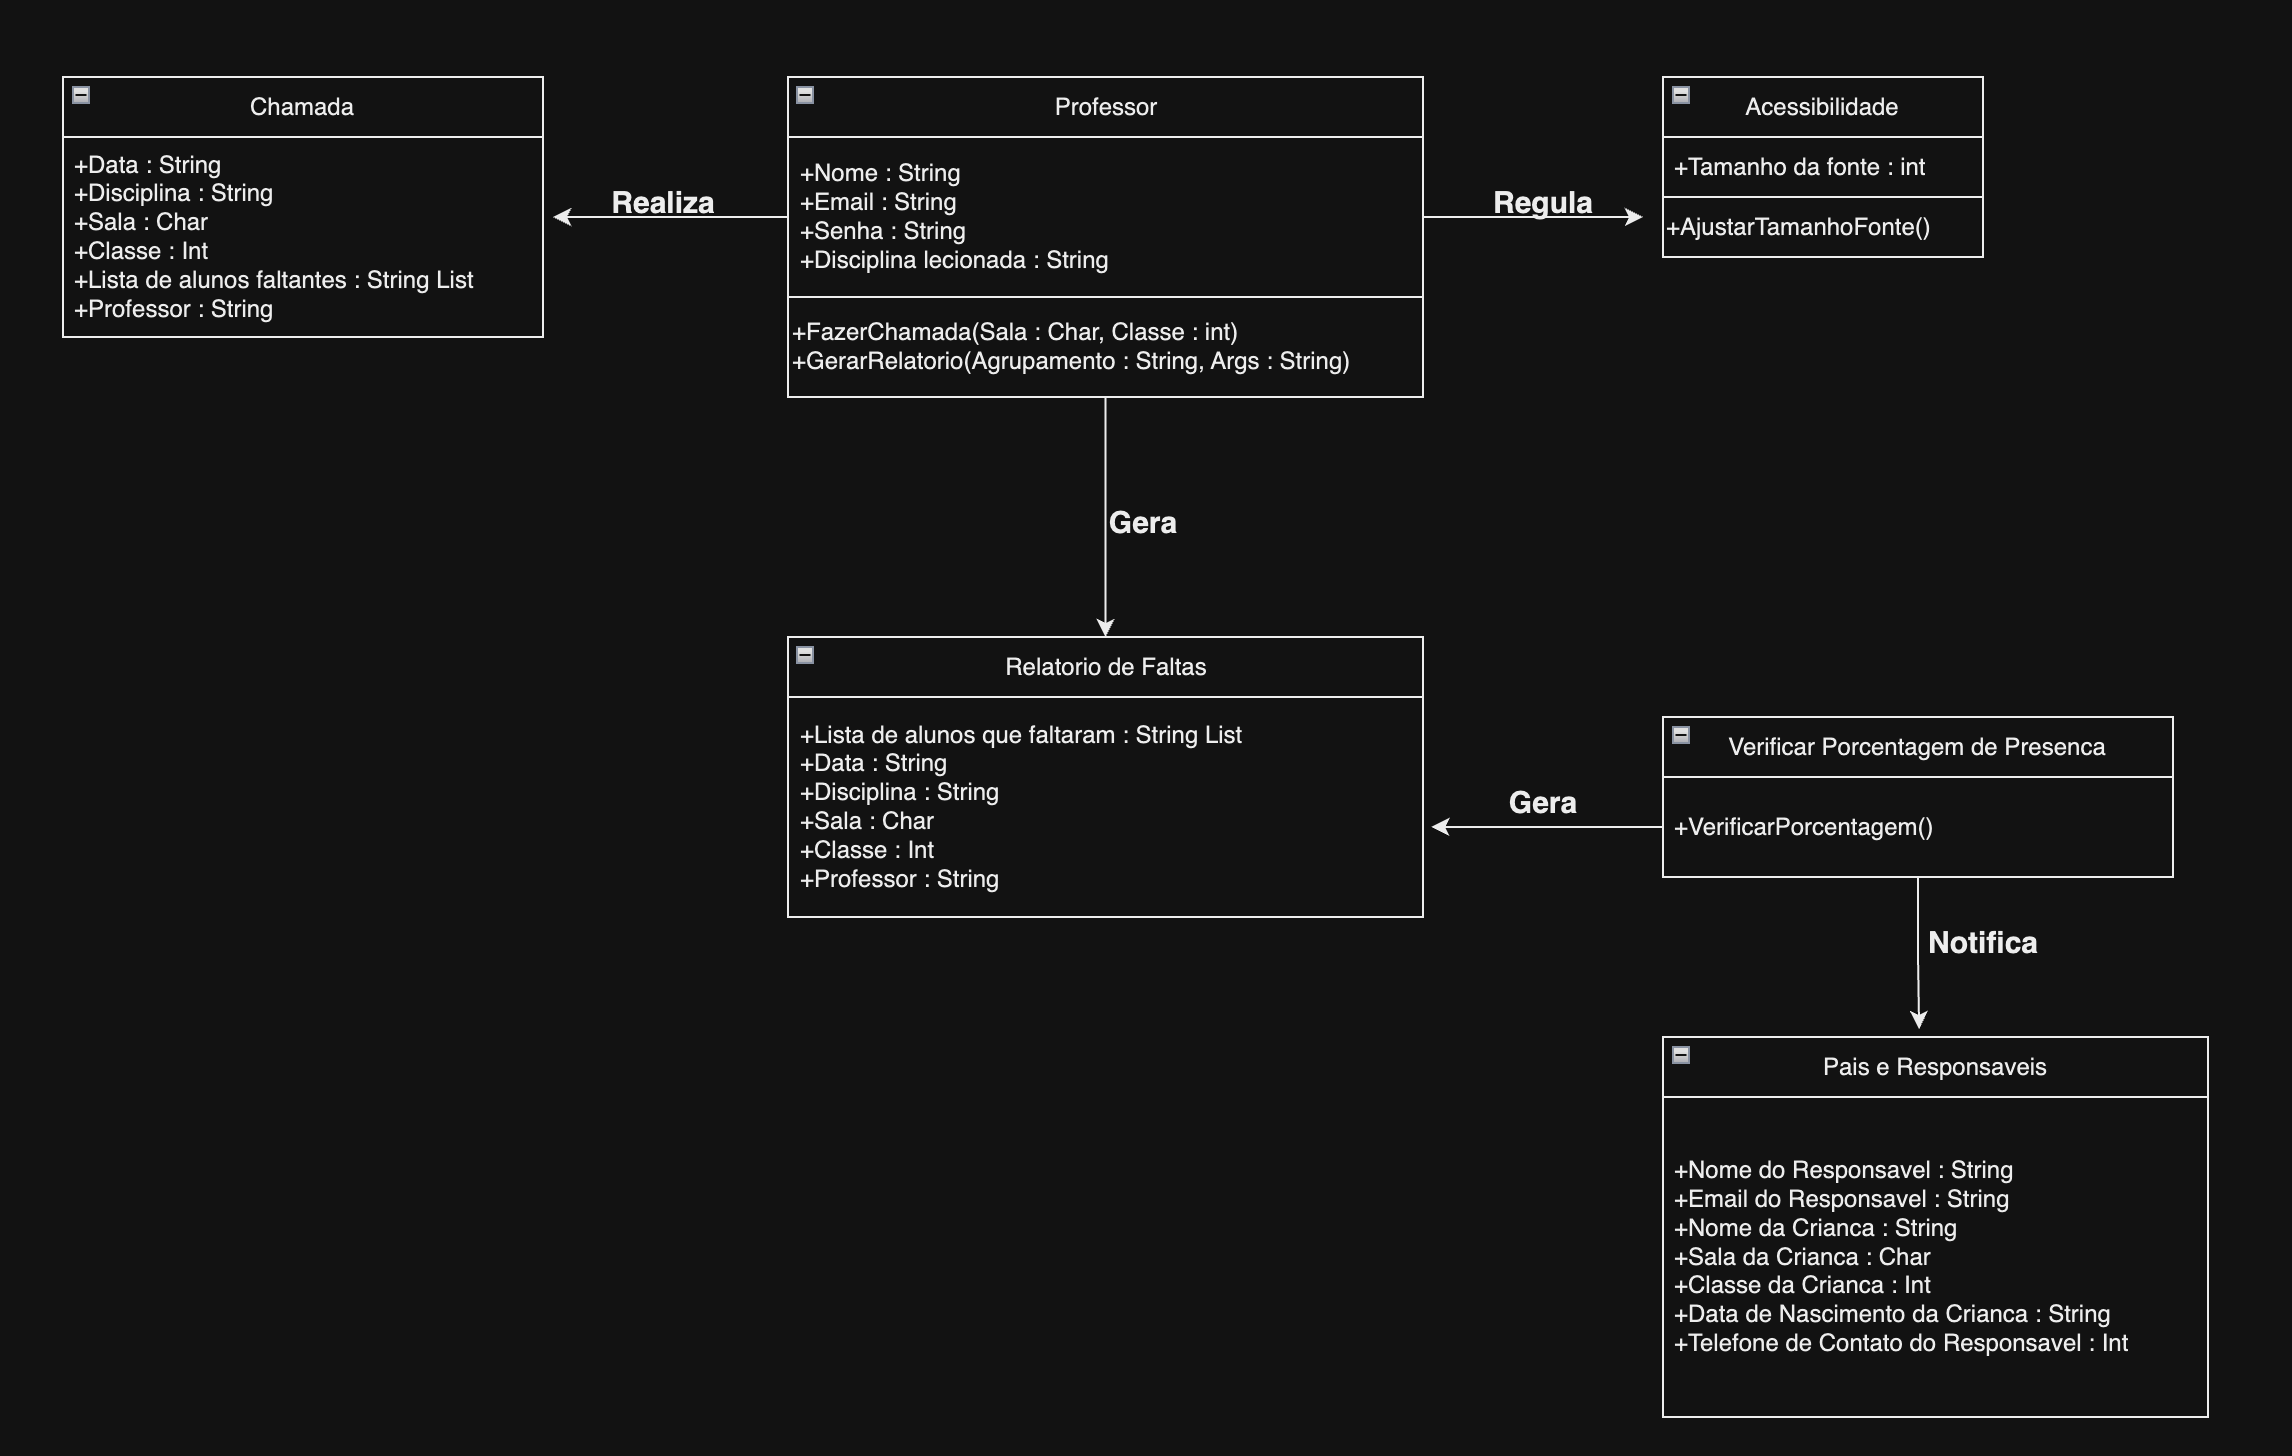 Chamada
+Data : String
+Disciplina : String
+Sala : Char
+Classe : Int
+Lista de alunos faltantes : String List
+Professor : String
Realiza
Professor
+Nome : String
+Email : String
+Senha : String
+Disciplina lecionada : String
+FazerChamada(Sala : Char, Classe : int)
+GerarRelatorio(Agrupamento : String, Args : String)
Regula
Acessibilidade
+Tamanho da fonte : int
+AjustarTamanhoFonte()
Gera
Relatorio de Faltas
+Lista de alunos que faltaram : String List
+Data : String
+Disciplina : String
+Sala : Char
+Classe : Int
+Professor : String
Gera
Verificar Porcentagem de Presenca
+VerificarPorcentagem()
Notifica
Pais e Responsaveis
+Nome do Responsavel : String
+Email do Responsavel : String
+Nome da Crianca : String
+Sala da Crianca : Char
+Classe da Crianca : Int
+Data de Nascimento da Crianca : String
+Telefone de Contato do Responsavel : Int